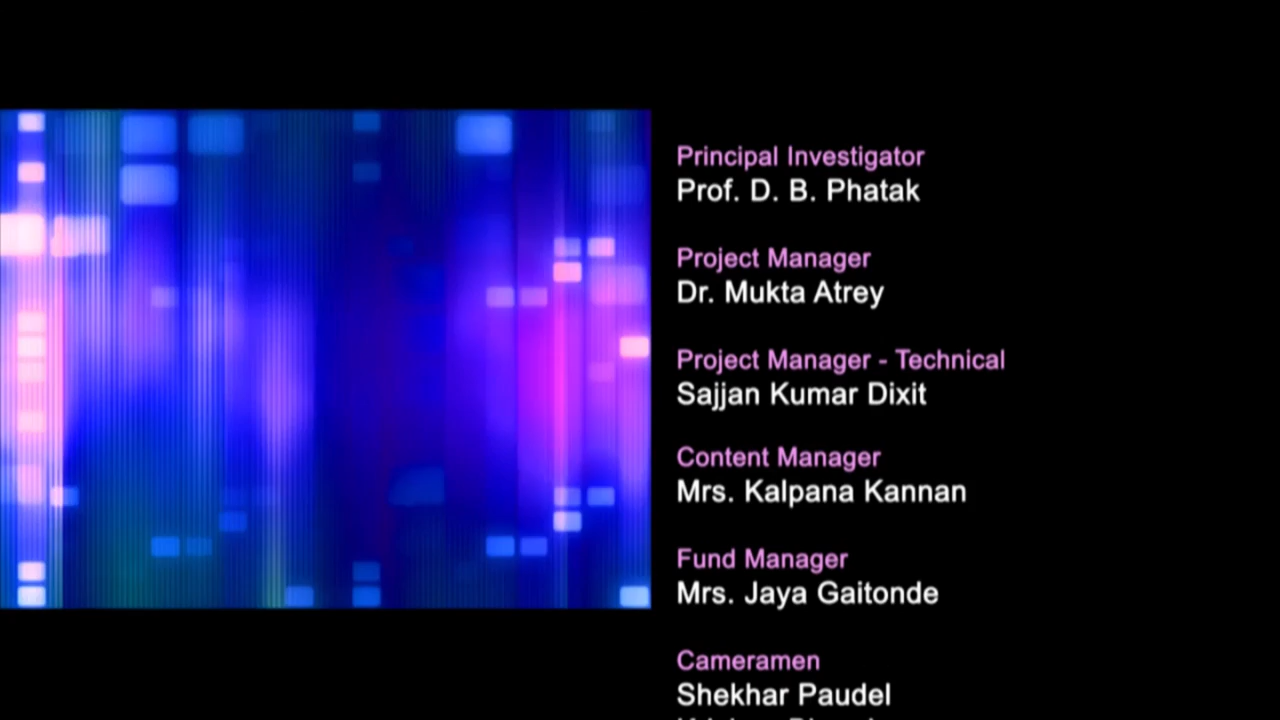 Principal Investigator
Prof. D. B. Phatak
Project Manager
Dr. Mukta Atrey
Project Manager - Technical
Sajjan Kumar Dixit
Content Manager
Mrs. Kalpana Kannan
Fund Manager
Mrs. Jaya Gaitonde
Cameramen
Shekhar Paudel